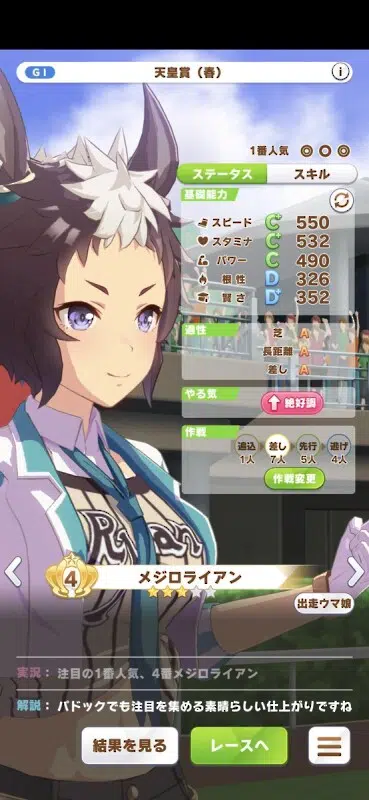 GI 天皇賞（春） i
1番人気 ◎ ◎ ◎
ステータス スキル
基礎能力
スピード C+ 550
スタミナ C+ 532
パワー C 490
根性 D 326
賢さ D+ 352
適性
芝 A
長距離 A
差し A
やる気
絶好調
作戦
追込 差し 先行 逃げ
1人 7人 5人 4人
作戦変更
Ryan
4 メジロライアン
出走ウマ娘
実況： 注目の1番人気、4番メジロライアン
解説： パドックでも注目を集める素晴らしい仕上がりですね
結果を見る レースへ